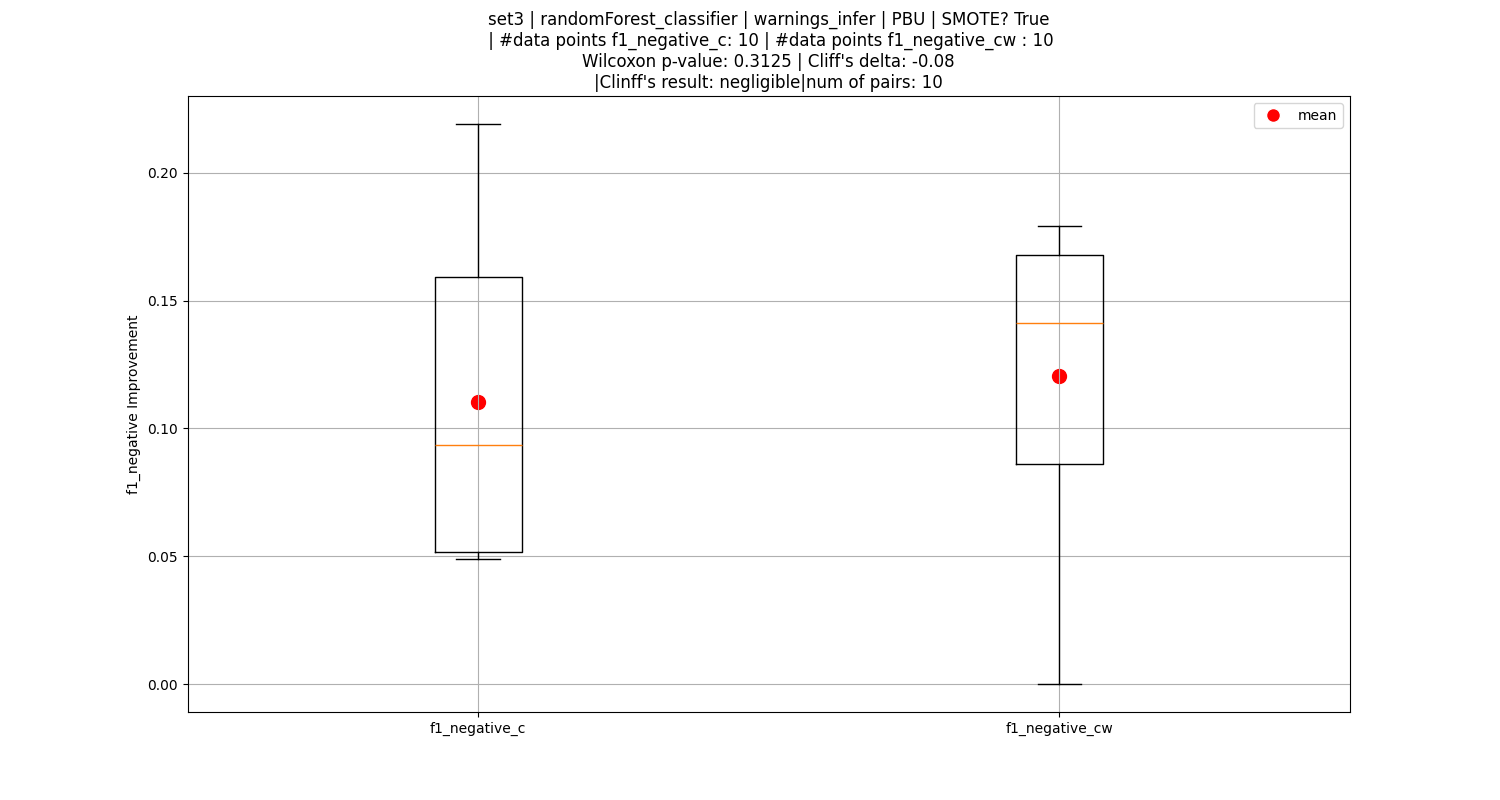 set3 | randomForest_classifier | warnings_infer | PBU | SMOTE? True
| #data points f1_negative_c: 10 | #data points f1_negative_cw : 10
Wilcoxon p-value: 0.3125 | Cliff's delta: -0.08
|Clinff's result: negligible|num of pairs: 10
mean
0.20
0.15
0.10
0.05
0.00
f1_negative Improvement
f1_negative_c
f1_negative_cw